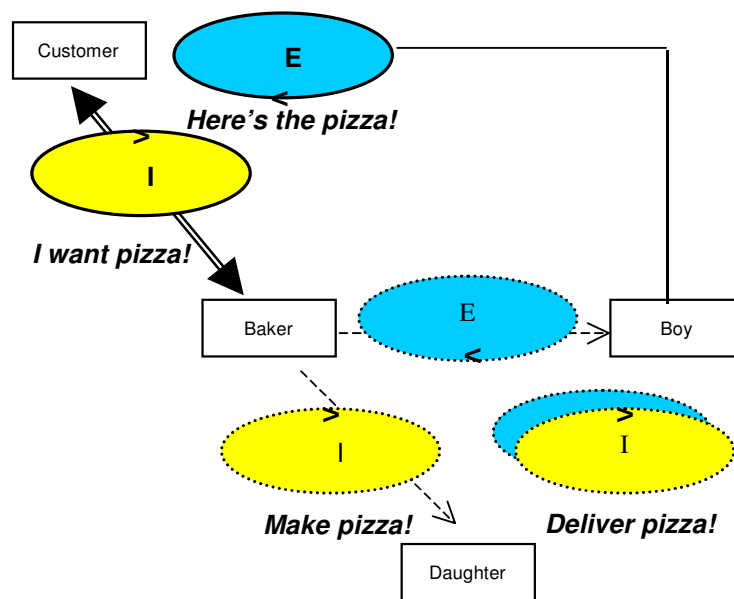 Customer
E
<
Here's the pizza!
>
I
I want pizza!
Baker
E
<
Boy
>
I
>
I
Make pizza!
Deliver pizza!
Daughter